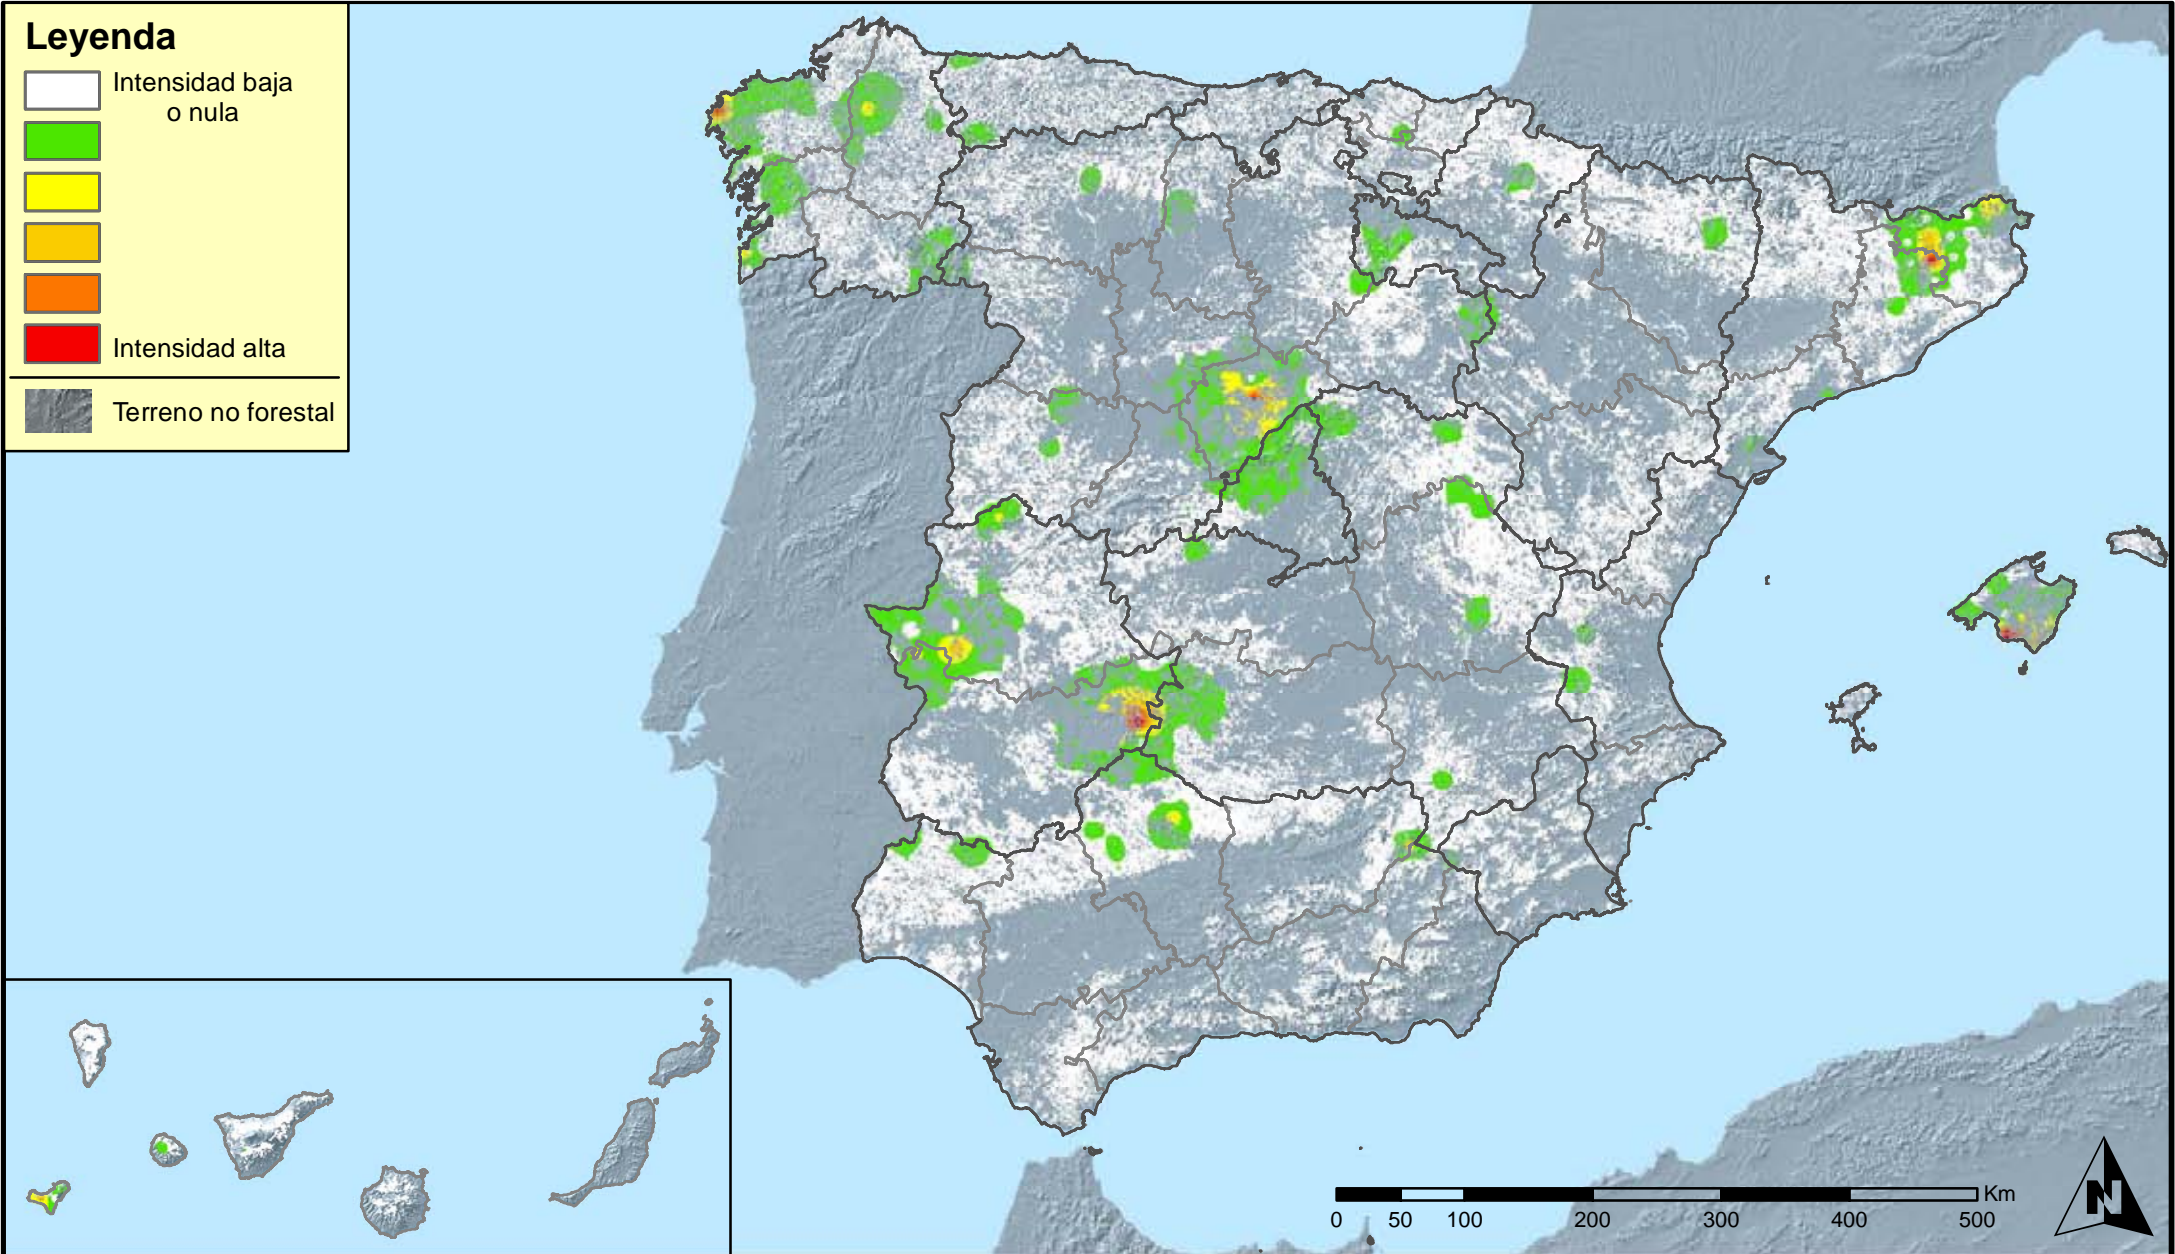 Leyenda
Intensidad baja
o nula
Intensidad alta
Terreno no forestal
Km
0 50 100 200 300 400 500
N